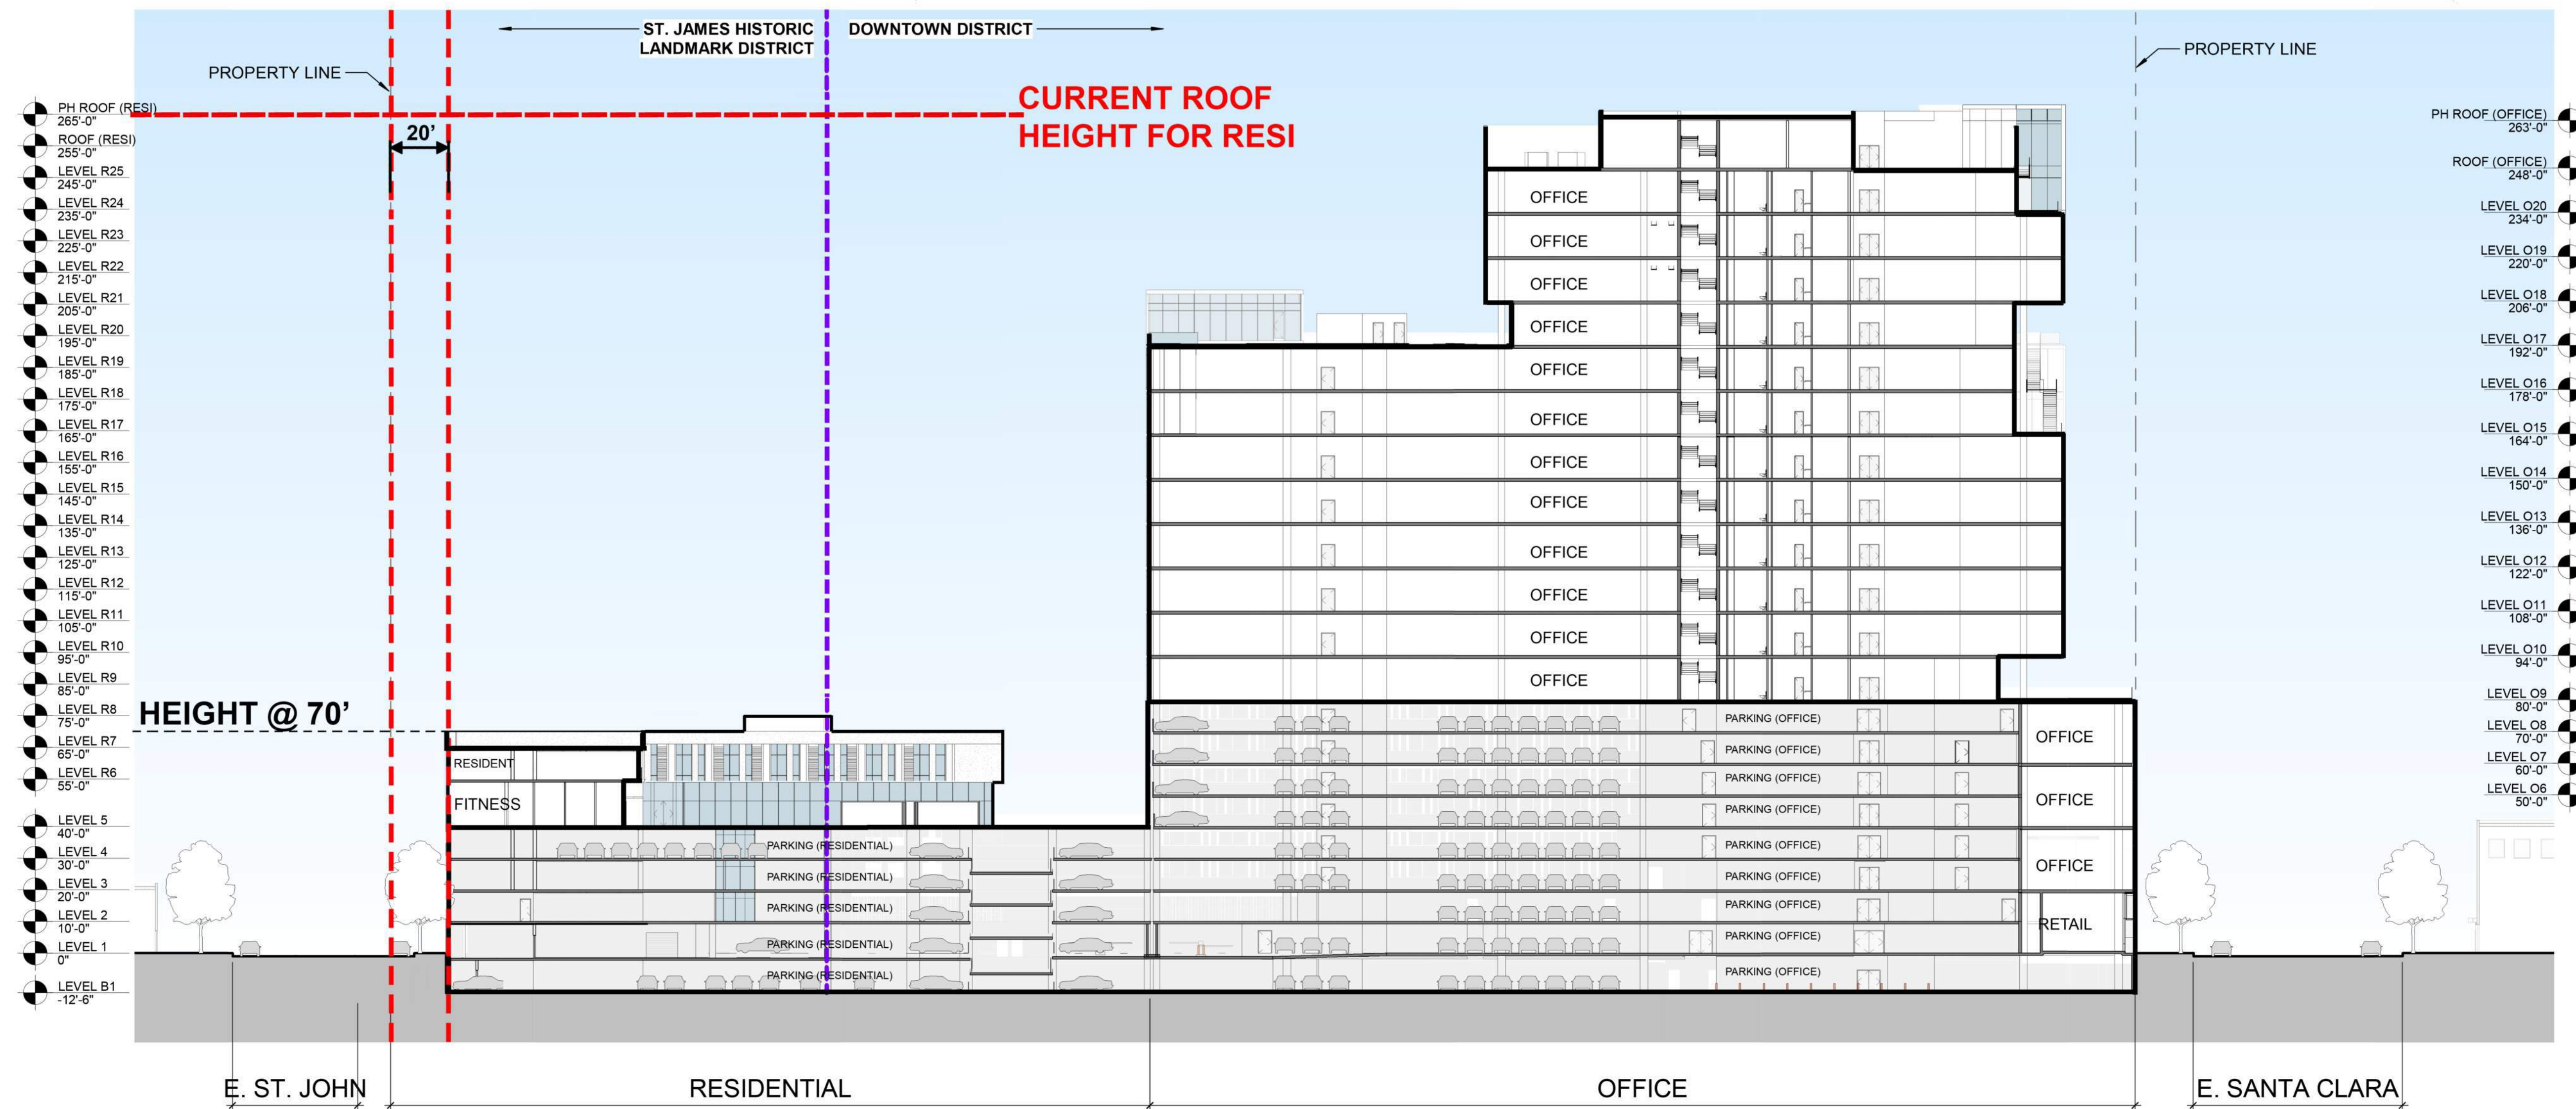 ST. JAMES HISTORIC
LANDMARK DISTRICT
DOWNTOWN DISTRICT
PROPERTY LINE
PROPERTY LINE
CURRENT ROOF
HEIGHT FOR RESI
20’
HEIGHT @ 70’
PH ROOF (RESI)
265'-0"
ROOF (RESI)
255'-0"
LEVEL R25
245'-0"
LEVEL R24
235'-0"
LEVEL R23
225'-0"
LEVEL R22
215'-0"
LEVEL R21
205'-0"
LEVEL R20
195'-0"
LEVEL R19
185'-0"
LEVEL R18
175'-0"
LEVEL R17
165'-0"
LEVEL R16
155'-0"
LEVEL R15
145'-0"
LEVEL R14
135'-0"
LEVEL R13
125'-0"
LEVEL R12
115'-0"
LEVEL R11
105'-0"
LEVEL R10
95'-0"
LEVEL R9
85'-0"
LEVEL R8
75'-0"
LEVEL R7
65'-0"
LEVEL R6
55'-0"
LEVEL 5
40'-0"
LEVEL 4
30'-0"
LEVEL 3
20'-0"
LEVEL 2
10'-0"
LEVEL 1
0"
LEVEL B1
-12'-6"
RESIDENT
FITNESS
PARKING (RESIDENTIAL)
PARKING (RESIDENTIAL)
PARKING (RESIDENTIAL)
PARKING (RESIDENTIAL)
PARKING (RESIDENTIAL)
OFFICE
OFFICE
OFFICE
OFFICE
OFFICE
OFFICE
OFFICE
OFFICE
OFFICE
OFFICE
OFFICE
OFFICE
PARKING (OFFICE)
PARKING (OFFICE)
PARKING (OFFICE)
PARKING (OFFICE)
PARKING (OFFICE)
PARKING (OFFICE)
PARKING (OFFICE)
PARKING (OFFICE)
PARKING (OFFICE)
OFFICE
OFFICE
OFFICE
RETAIL
PH ROOF (OFFICE)
263'-0"
ROOF (OFFICE)
248'-0"
LEVEL O20
234'-0"
LEVEL O19
220'-0"
LEVEL O18
206'-0"
LEVEL O17
192'-0"
LEVEL O16
178'-0"
LEVEL O15
164'-0"
LEVEL O14
150'-0"
LEVEL O13
136'-0"
LEVEL O12
122'-0"
LEVEL O11
108'-0"
LEVEL O10
94'-0"
LEVEL O9
80'-0"
LEVEL O8
70'-0"
LEVEL O7
60'-0"
LEVEL O6
50'-0"
E. ST. JOHN
RESIDENTIAL
OFFICE
E. SANTA CLARA